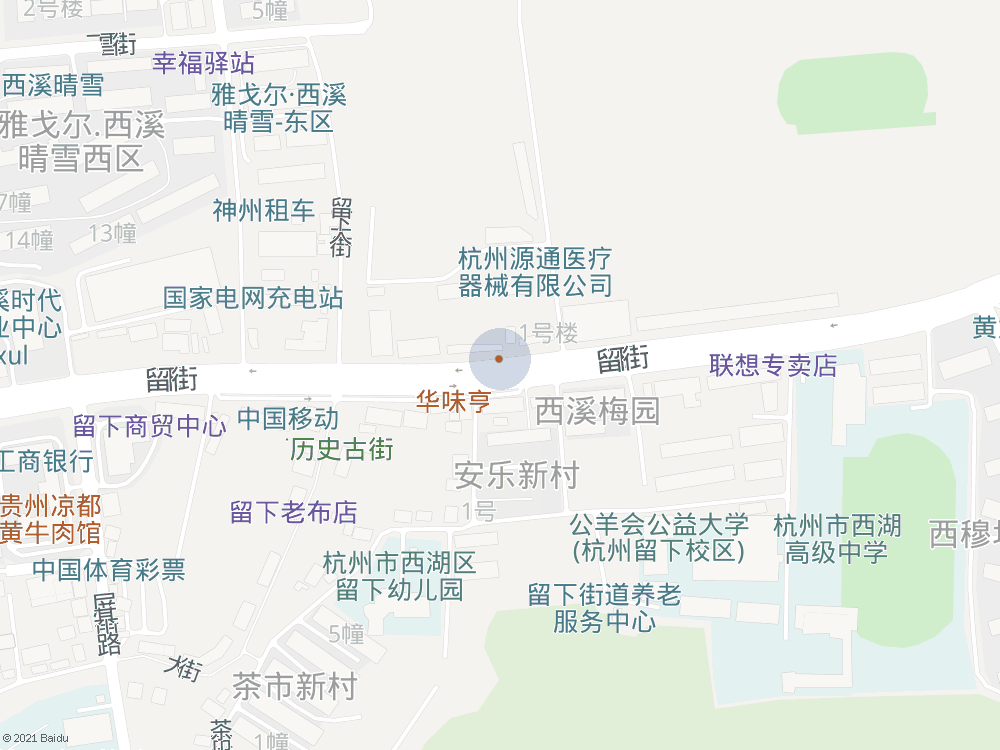 2号楼
5幢
雪街
幸福驿站
西溪晴雪
雅戈尔·西溪
晴雪-东区
雅戈尔.西溪
晴雪西区
7幢
神州租车
留下街
14幢
13幢
杭州源通医疗
器械有限公司
溪时代
业中心
xul
国家电网充电站
1号楼
黄
留街
联想专卖店
留街
华味亨
西溪梅园
留下商贸中心
中国移动
历史古街
工商银行
安乐新村
贵州凉都
黄牛肉馆
留下老布店
1号
公羊会公益大学
(杭州留下校区)
杭州市西湖
高级中学
西穆坞
中国体育彩票
杭州市西湖区
留下幼儿园
留下街道养老
服务中心
路
5幢
大街
茶市新村
茶
1幢
© 2021 Baidu